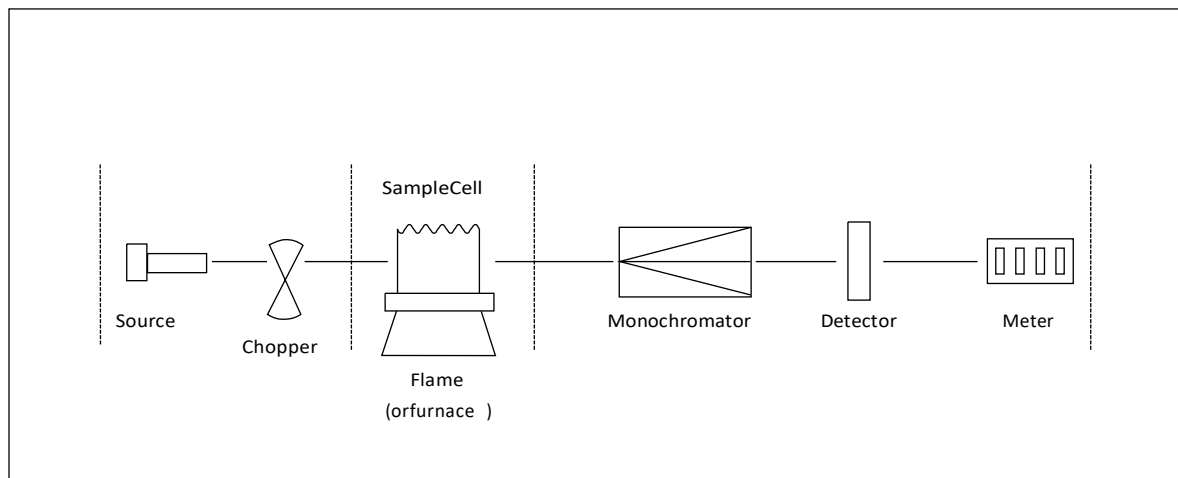 SampleCell
Source
Chopper
Flame
(orfurnace )
Monochromator
Detector
Meter